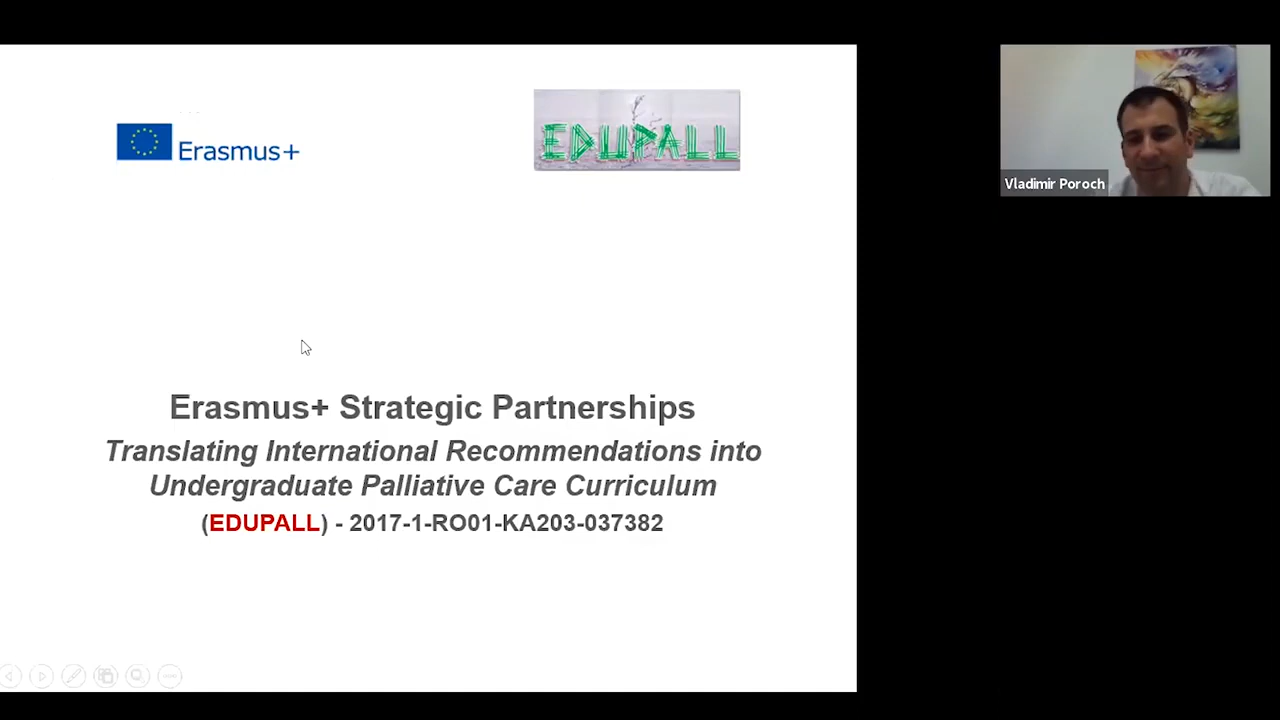 Erasmus+
EDUPALL
Vladimir Poroch
Erasmus+ Strategic Partnerships
Translating International Recommendations into
Undergraduate Palliative Care Curriculum
(EDUPALL) - 2017-1-RO01-KA203-037382